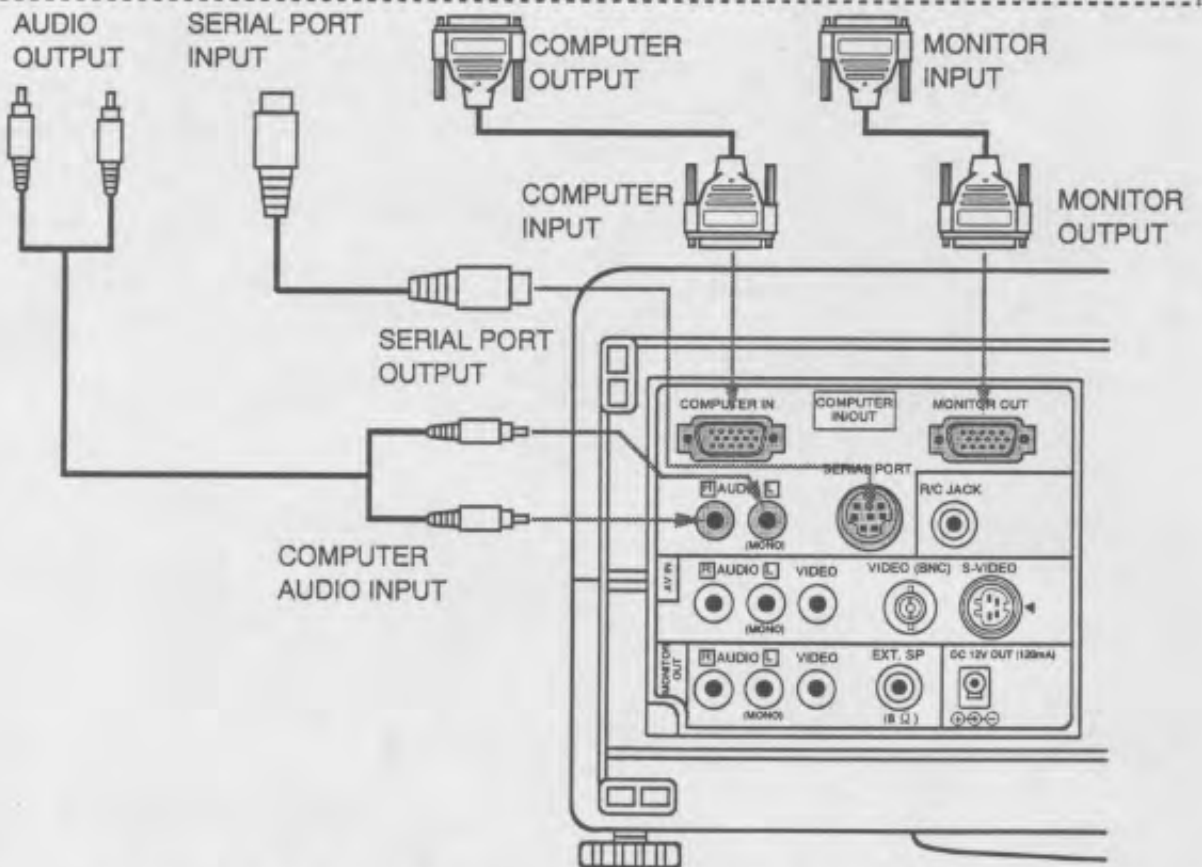 AUDIO
OUTPUT
SERIAL PORT
INPUT
COMPUTER
OUTPUT
MONITOR
INPUT
COMPUTER
INPUT
MONITOR
OUTPUT
SERIAL PORT
OUTPUT
COMPUTER
AUDIO INPUT
COMPUTER IN
COMPUTER
IN/OUT
MONITOR OUT
SERIAL PORT
R AUDIO L
(MONO)
R/C JACK
AV IN
R AUDIO L
(MONO)
VIDEO
VIDEO (BNC)
S-VIDEO
MONITOR
OUT
R AUDIO L
(MONO)
VIDEO
EXT. SP
(8 Ω)
DC 12V OUT (120mA)